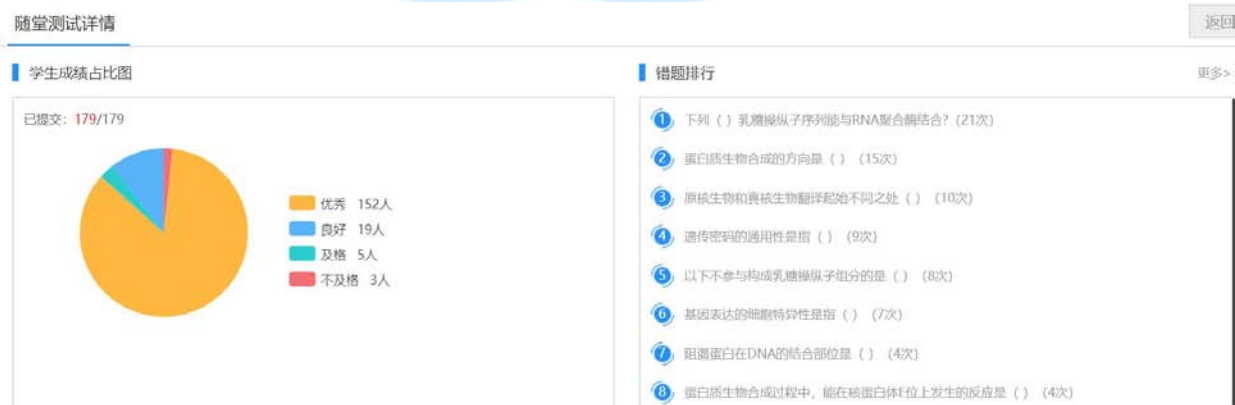 随堂测试详情
返回
学生成绩占比图
已提交：179/179
优秀 152人
良好 19人
及格 5人
不及格 3人
错题排行
更多>
1 下列（ ）乳糖操纵子序列能与RNA聚合酶结合？(21次)
2 蛋白质生物合成的方向是（ ） (15次)
3 原核生物和真核生物翻译起始不同之处（ ） (10次)
4 遗传密码的通用性是指（ ） (9次)
5 以下不参与构成乳糖操纵子组分的是（ ） (8次)
6 基因表达的细胞特异性是指（ ） (7次)
7 阻遏蛋白在DNA的结合部位是（ ） (4次)
8 蛋白质生物合成过程中，能在核蛋白体E位上发生的反应是（ ） (4次)